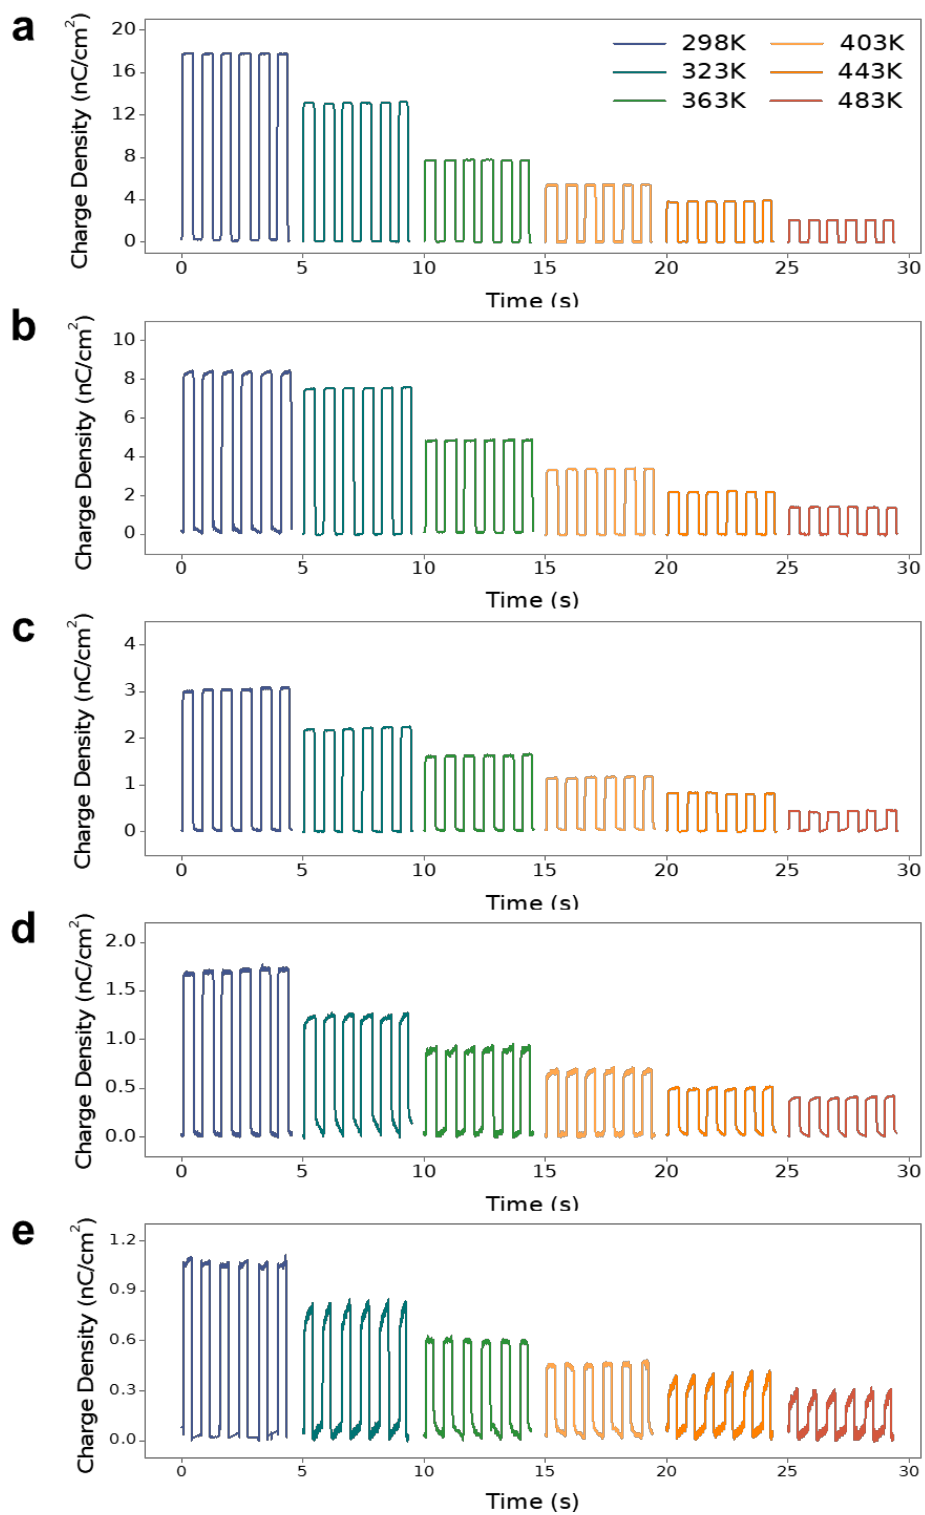 a
Charge Density (nC/cm²)
20
16
12
8
4
0
298K
403K
323K
443K
363K
483K
0 5 10 15 20 25 30
Time (s)
b
Charge Density (nC/cm²)
10
8
6
4
2
0
0 5 10 15 20 25 30
Time (s)
c
Charge Density (nC/cm²)
4
3
2
1
0
0 5 10 15 20 25 30
Time (s)
d
Charge Density (nC/cm²)
2.0
1.5
1.0
0.5
0.0
0 5 10 15 20 25 30
Time (s)
e
Charge Density (nC/cm²)
1.2
0.9
0.6
0.3
0.0
0 5 10 15 20 25 30
Time (s)